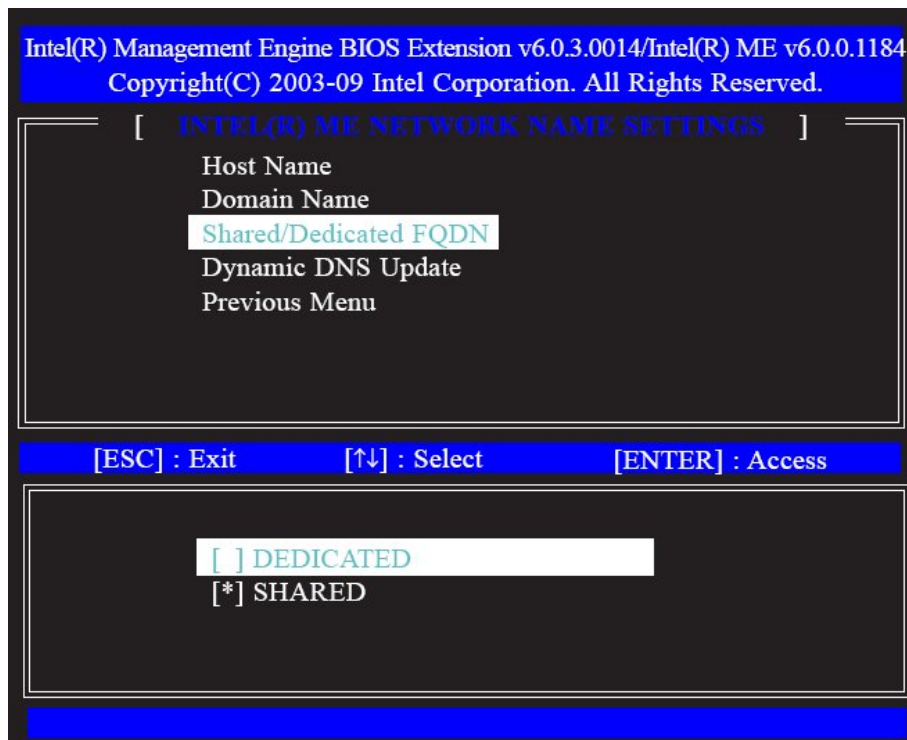 Intel(R) Management Engine BIOS Extension v6.0.3.0014/Intel(R) ME v6.0.0.1184
Copyright(C) 2003-09 Intel Corporation. All Rights Reserved.
[ INTEL(R) ME NETWORK NAME SETTINGS ]
Host Name
Domain Name
Shared/Dedicated FQDN
Dynamic DNS Update
Previous Menu
[ESC] : Exit [↑↓] : Select [ENTER] : Access
[ ] DEDICATED
[*] SHARED